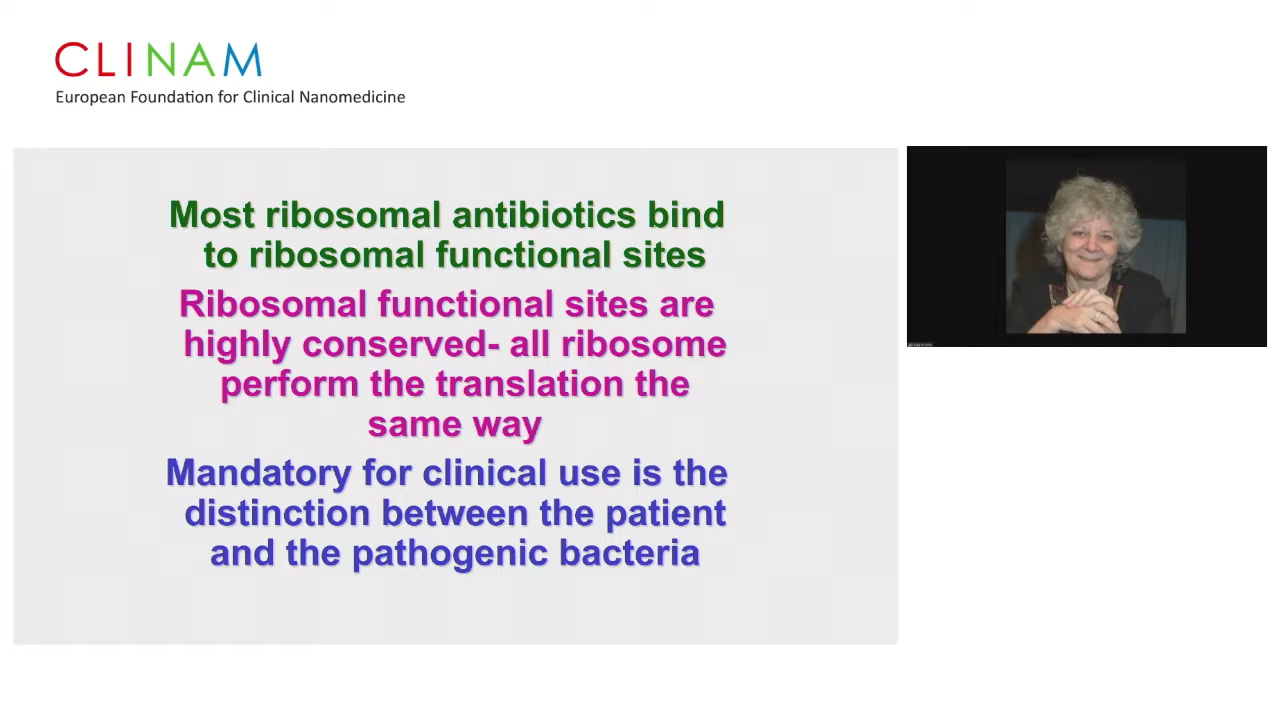 CLINAM
European Foundation for Clinical Nanomedicine
Most ribosomal antibiotics bind
to ribosomal functional sites
Ribosomal functional sites are
highly conserved- all ribosome
perform the translation the
same way
Mandatory for clinical use is the
distinction between the patient
and the pathogenic bacteria